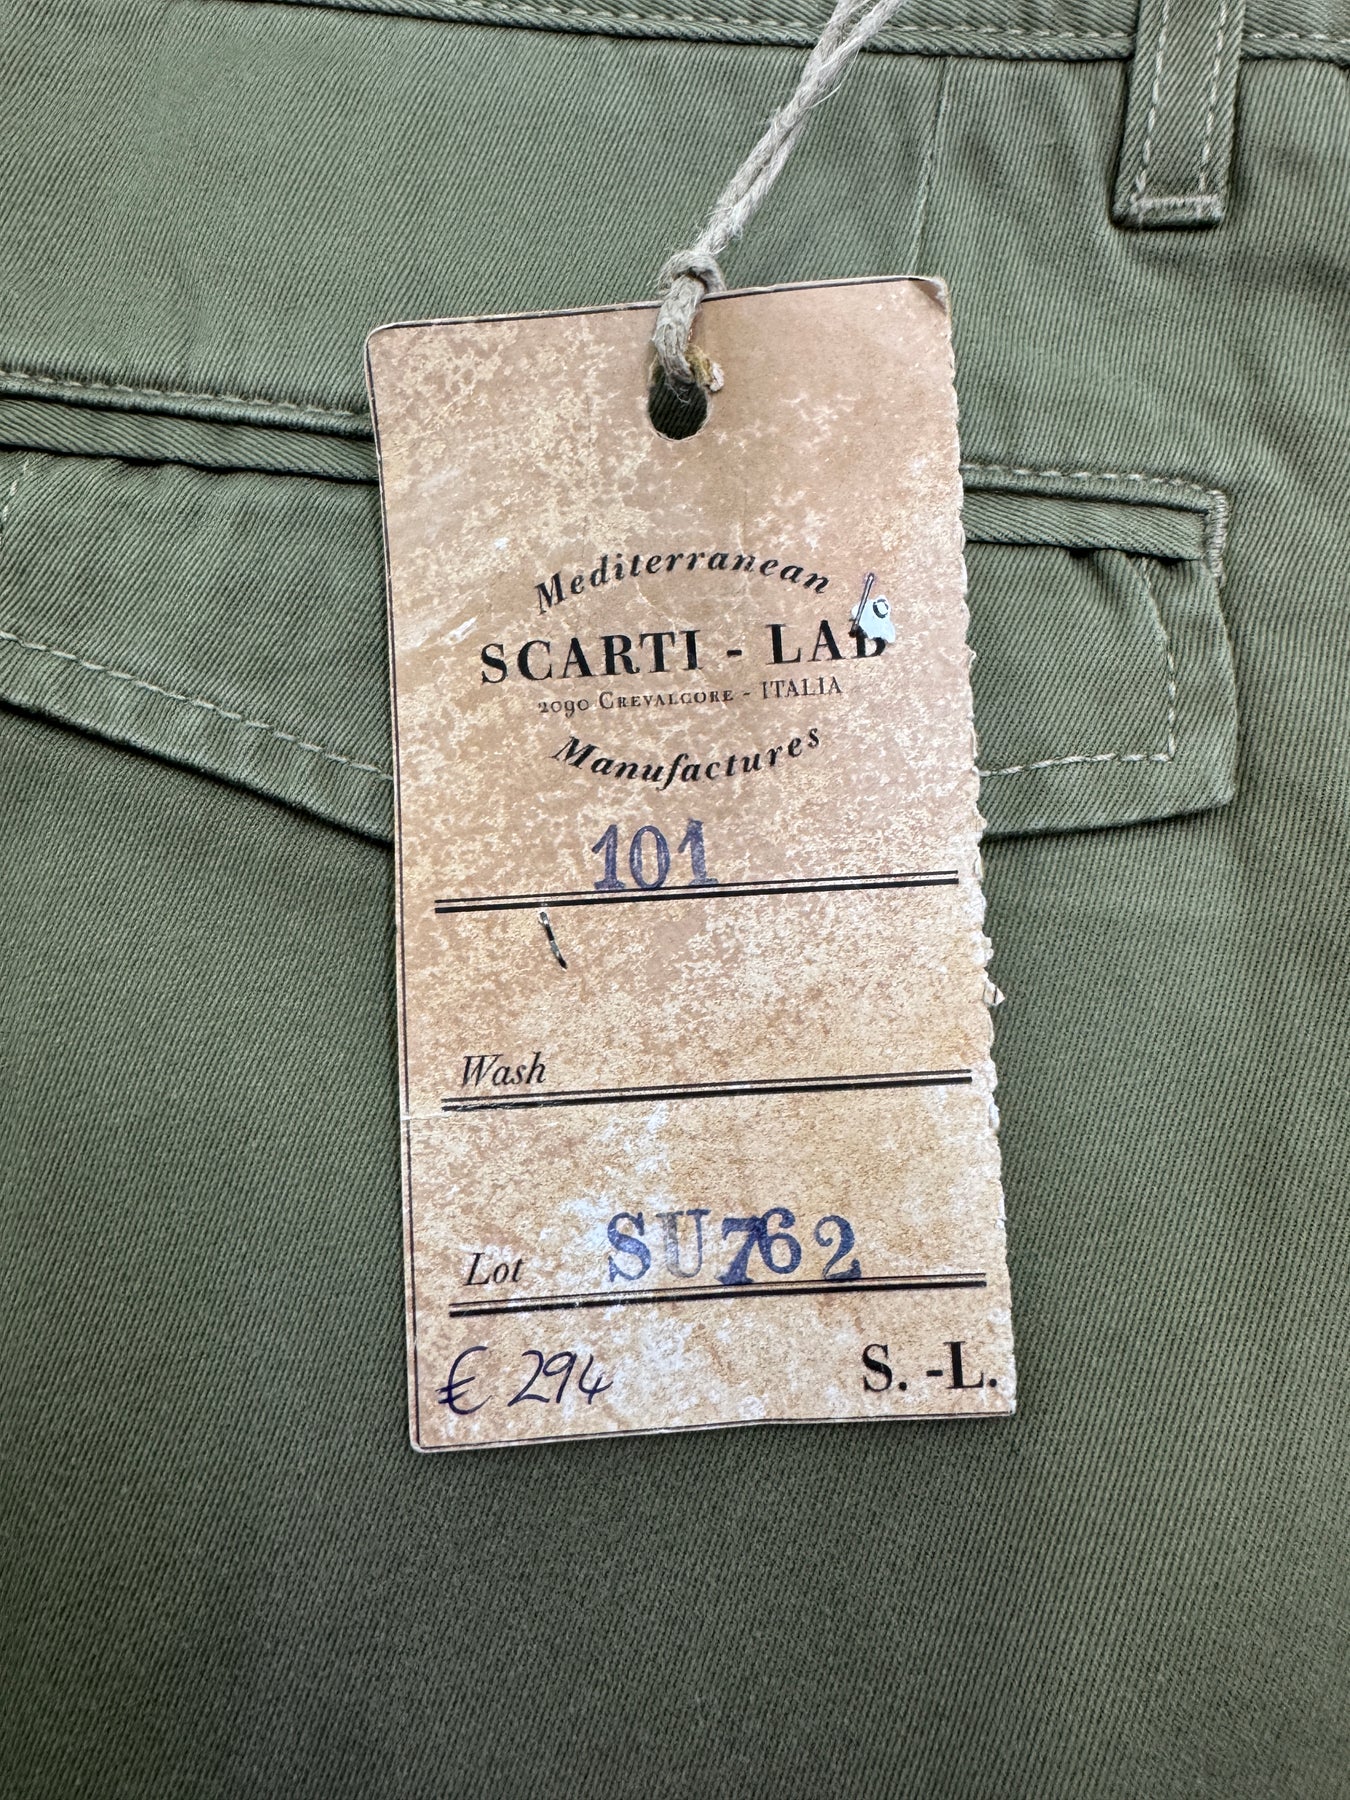 Mediterranean
SCARTI - LAB
2090 CREVALCORE - ITALIA
Manufactures
101
Wash
Lot SU762
€ 294
S. -L.